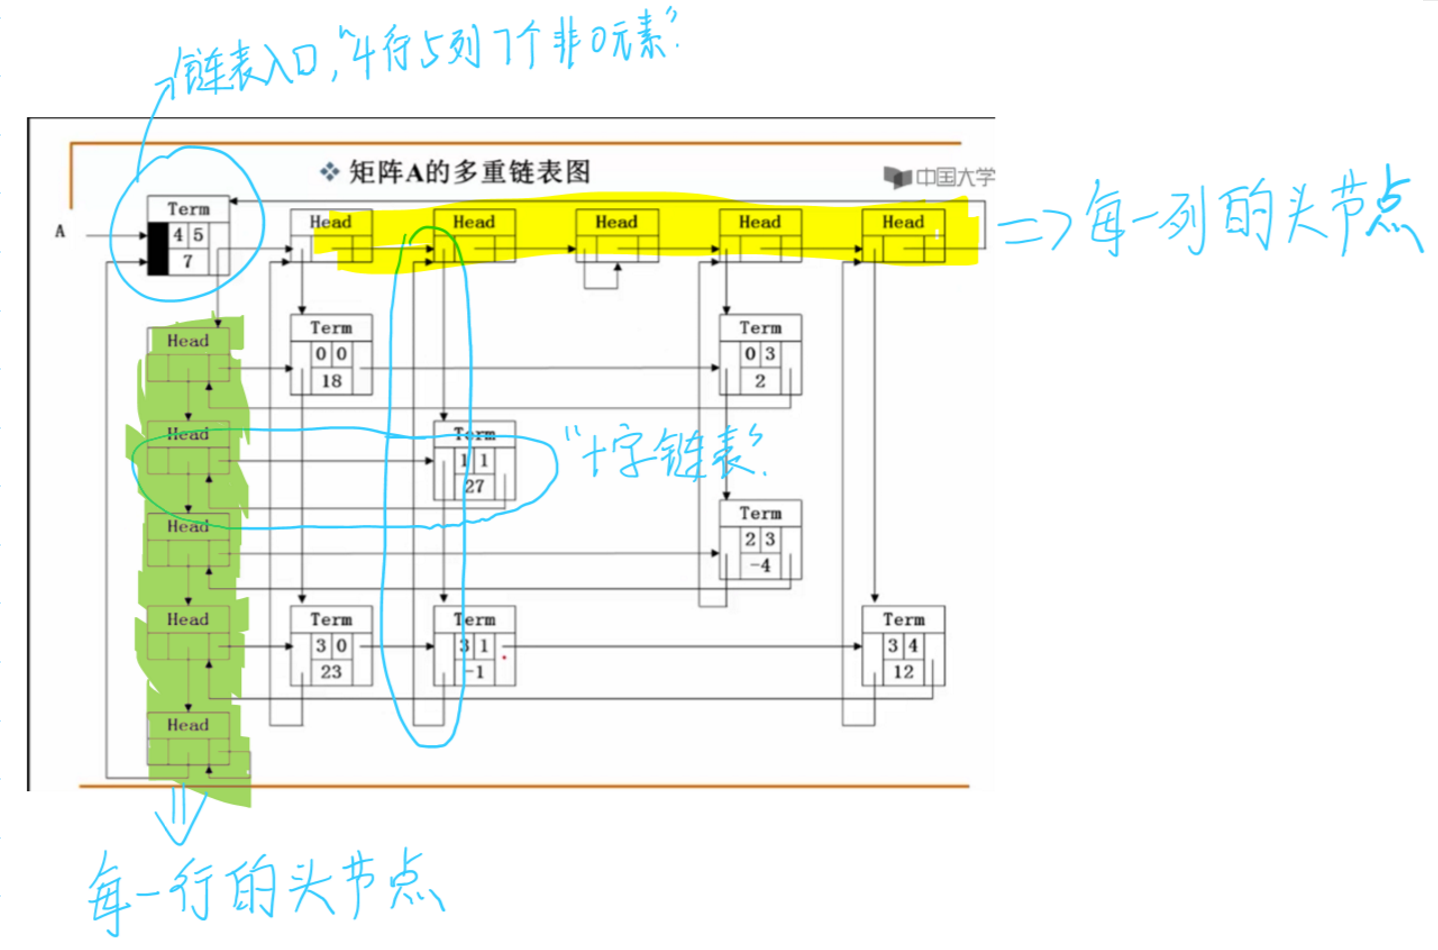 链表入口,"4行5列7个非0元素".
❖ 矩阵A的多重链表图
中国大学
Term
4 5
7
A
Head
Head
Head
Head
Head
=> 每一列的头节点
Head
Term
0 0
18
Term
0 3
2
Head
Term
1 1
27
"十字链表".
Head
Term
2 3
-4
Head
Term
3 0
23
Term
3 1
-1
Term
3 4
12
Head
每一行的头节点